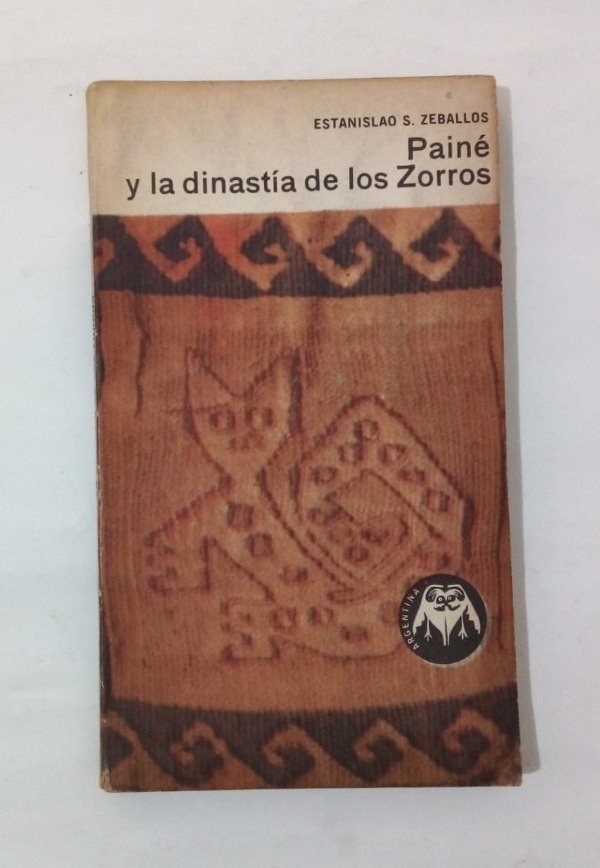 ESTANISLAO S. ZEBALLOS
Painé
y la dinastía de los Zorros
ARGENTINA